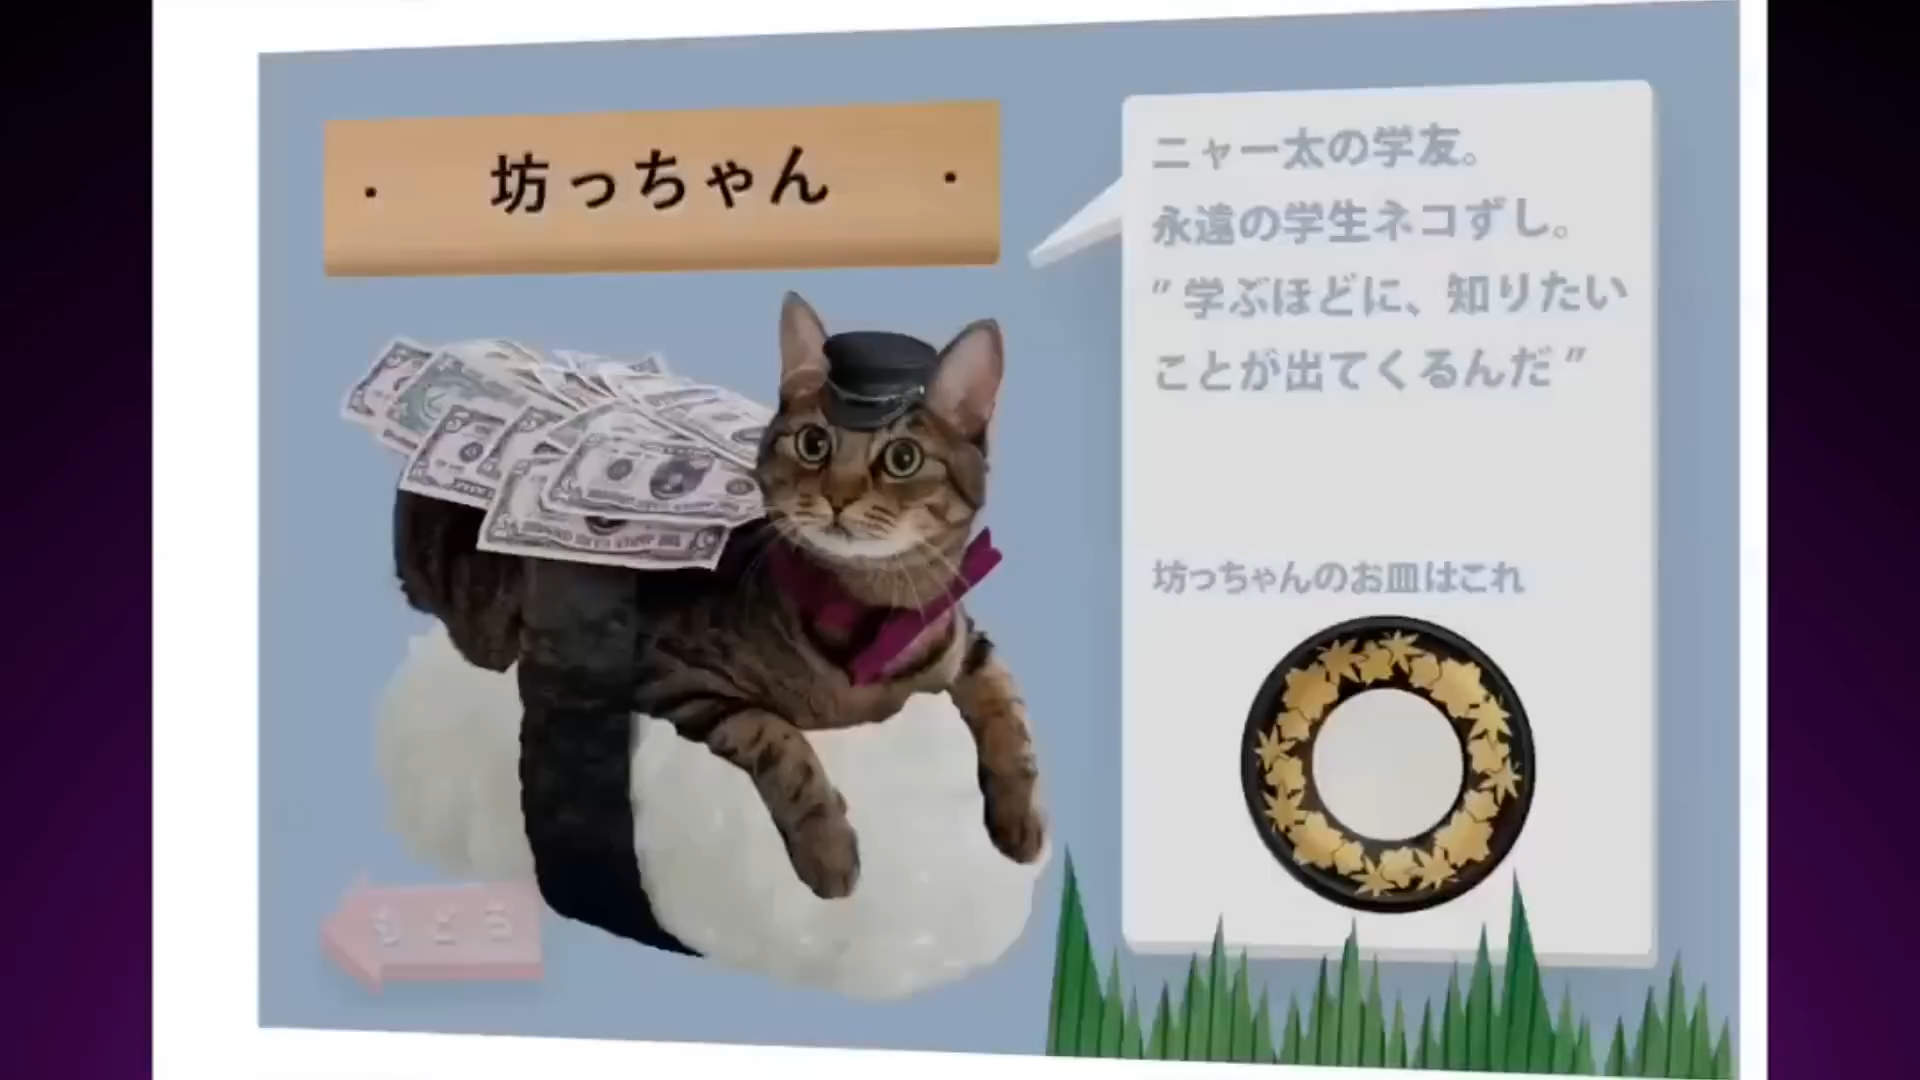 ・ 坊っちゃん ・
ニャー太の学友。
永遠の学生ネコずし。
″学ぶほどに、知りたい
ことが出てくるんだ″
坊っちゃんのお皿はこれ
もどる